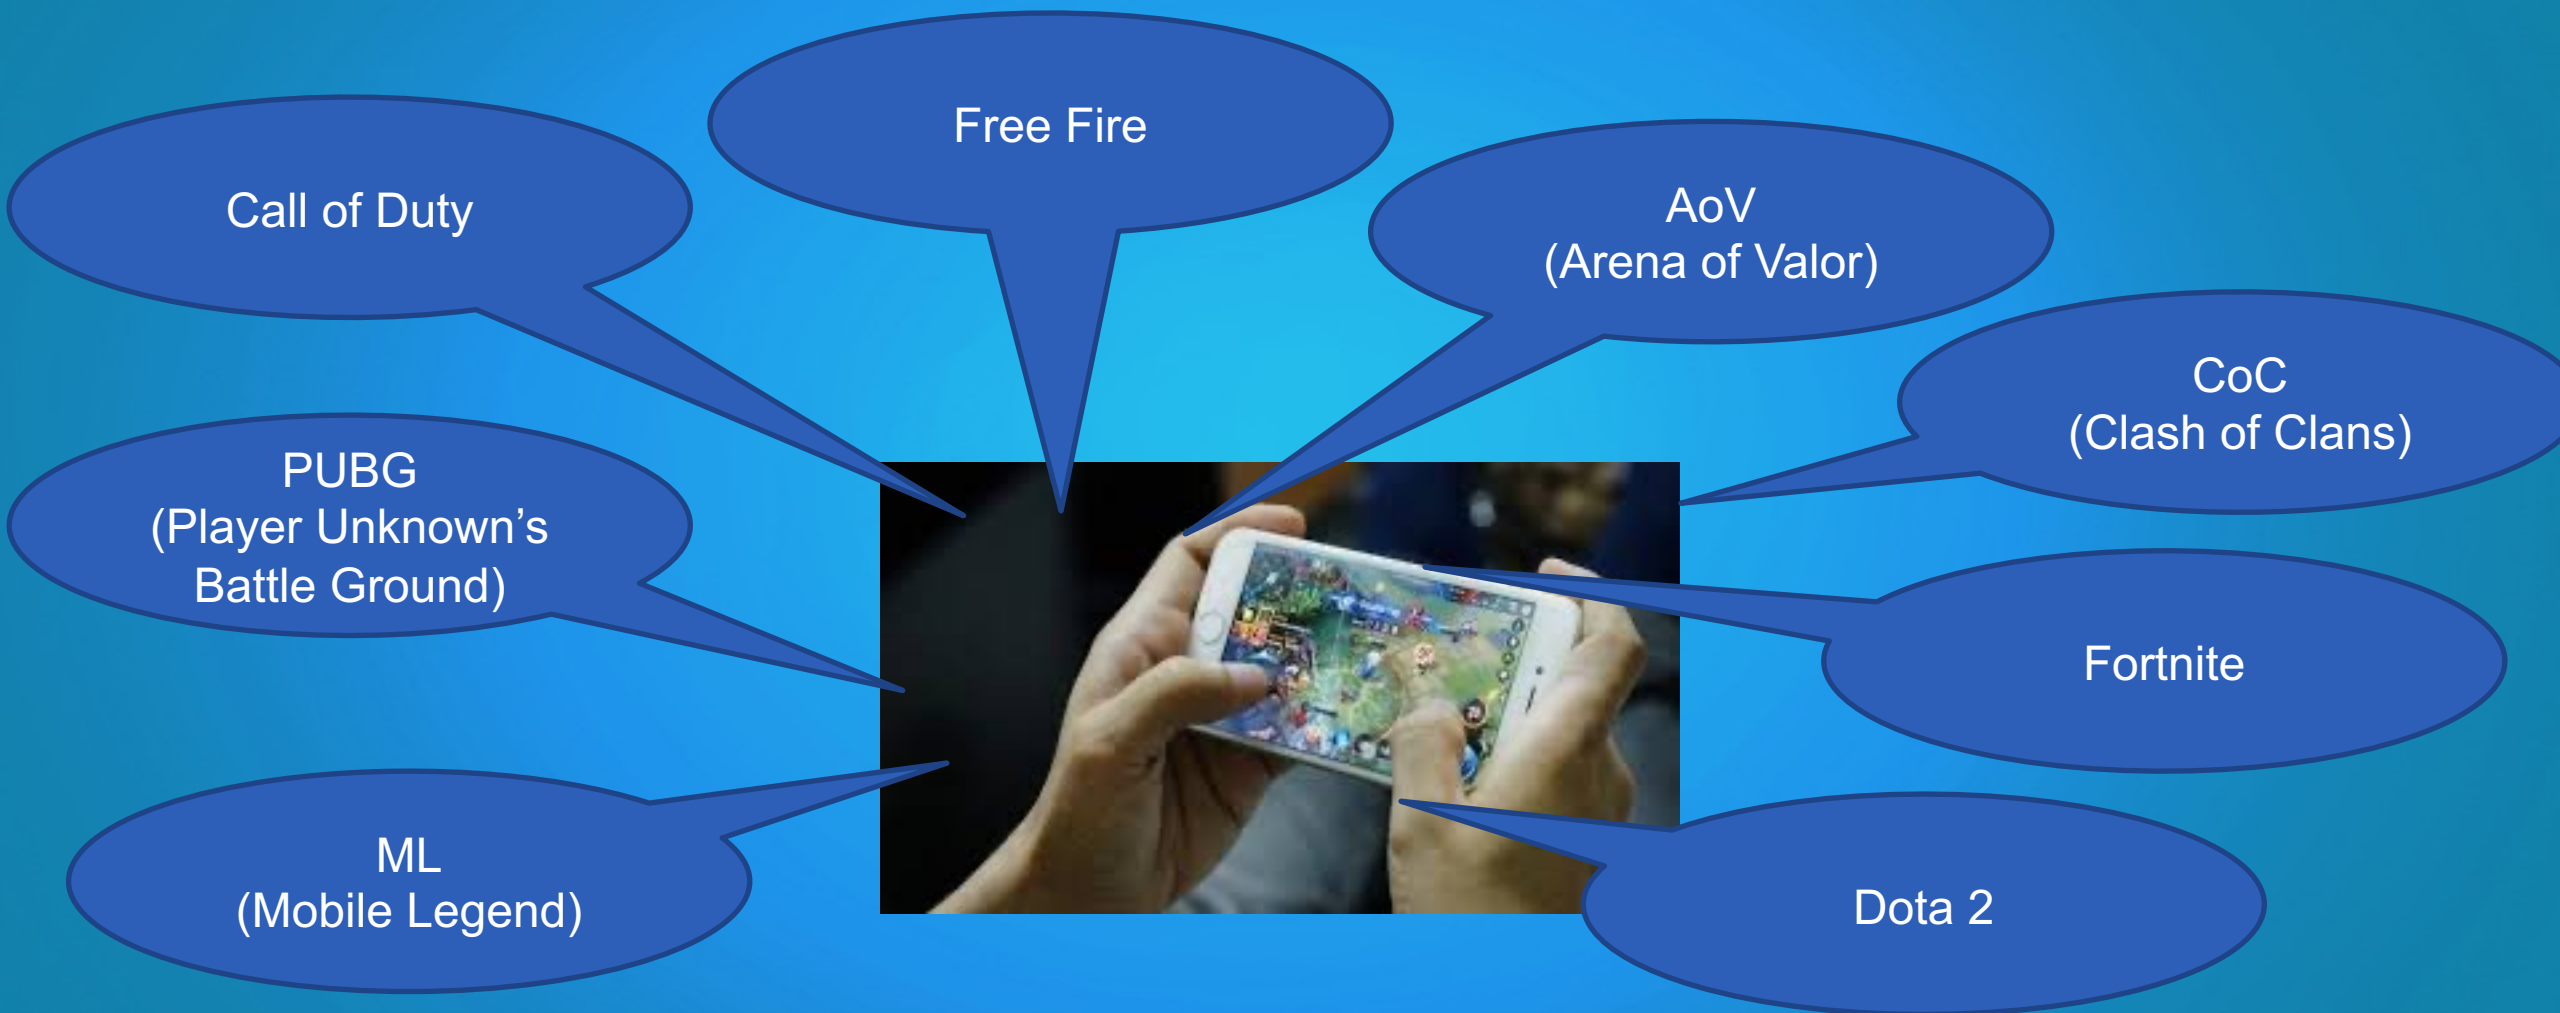 Free Fire
Call of Duty
AoV
(Arena of Valor)
CoC
(Clash of Clans)
PUBG
(Player Unknown’s
Battle Ground)
Fortnite
ML
(Mobile Legend)
Dota 2